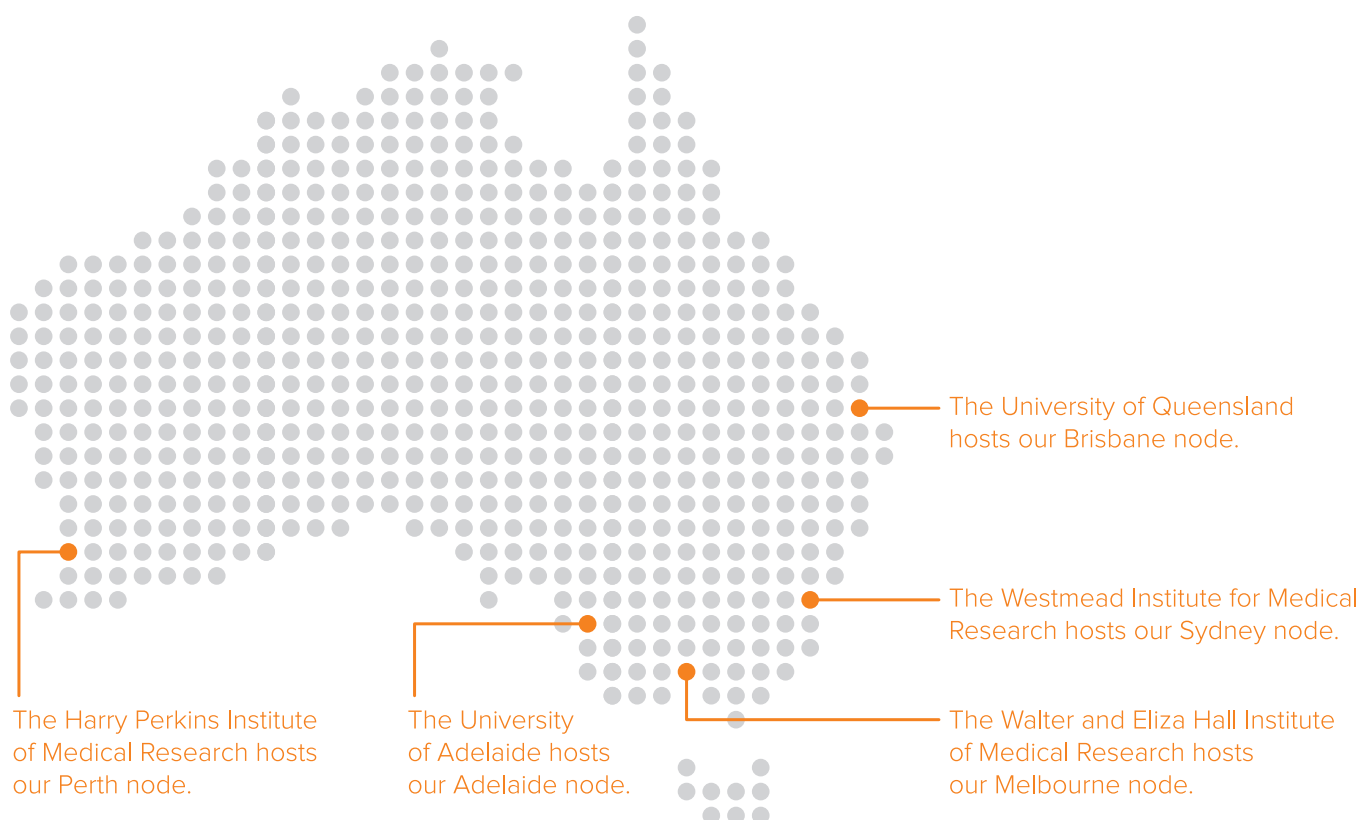 The University of Queensland
hosts our Brisbane node.
The Westmead Institute for Medical
Research hosts our Sydney node.
The Harry Perkins Institute
of Medical Research hosts
our Perth node.
The University
of Adelaide hosts
our Adelaide node.
The Walter and Eliza Hall Institute
of Medical Research hosts
our Melbourne node.